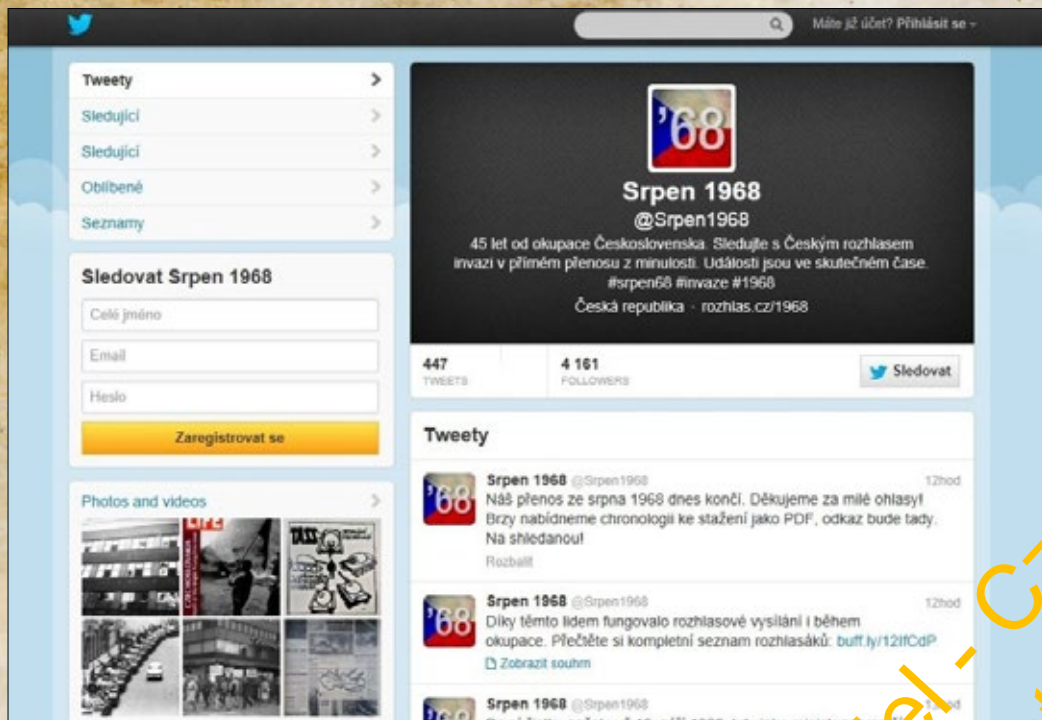 Máte již účet? Přihlásit se
Tweety
Sledující
Sledující
Oblíbené
Seznamy
Sledovat Srpen 1968
Celé jméno
Email
Heslo
Zaregistrovat se
Photos and videos
LIFE
TASS
'68
Srpen 1968
@Srpen1968
45 let od okupace Československa. Sledujte s Českým rozhlasem
invazi v přímém přenosu z minulosti. Události jsou ve skutečném čase.
#srpen68 #invaze #1968
Česká republika · rozhlas.cz/1968
447
TWEETS
4 161
FOLLOWERS
Sledovat
Tweety
'68
Srpen 1968 @Srpen1968 12hod
Náš přenos ze srpna 1968 dnes končí. Děkujeme za milé ohlasy!
Brzy nabídneme chronologii ke stažení jako PDF, odkaz bude tady.
Na shledanou!
Rozbalit
'68
Srpen 1968 @Srpen1968 12hod
Díky těmto lidem fungovalo rozhlasové vysílání i během
okupace. Přečtěte si kompletní seznam rozhlasáků: buff.ly/12IfCdP
Zobrazit souhrn
'68
Srpen 1968 @Srpen1968